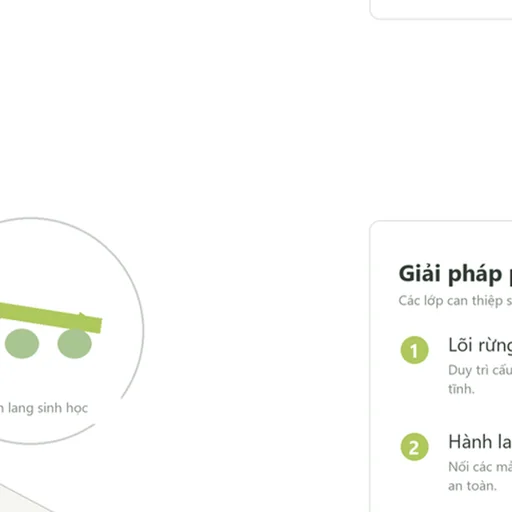 lang sinh học
Giải pháp
Các lớp can thiệp
1
Lõi rừng
Duy trì cấu
tĩnh.
2
Hành
Nối các
an toàn.